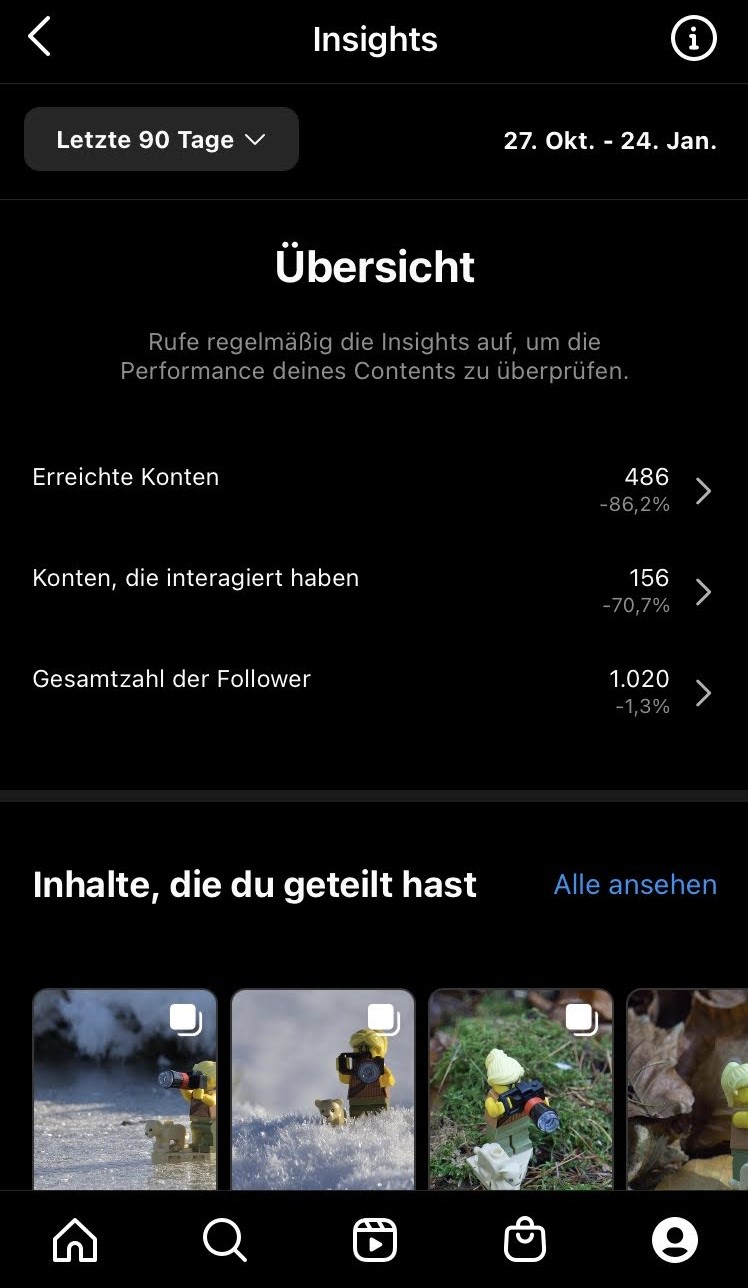 Insights
Letzte 90 Tage
27. Okt. - 24. Jan.
Übersicht
Rufe regelmäßig die Insights auf, um die
Performance deines Contents zu überprüfen.
Erreichte Konten
486
-86,2%
Konten, die interagiert haben
156
-70,7%
Gesamtzahl der Follower
1.020
-1,3%
Inhalte, die du geteilt hast
Alle ansehen